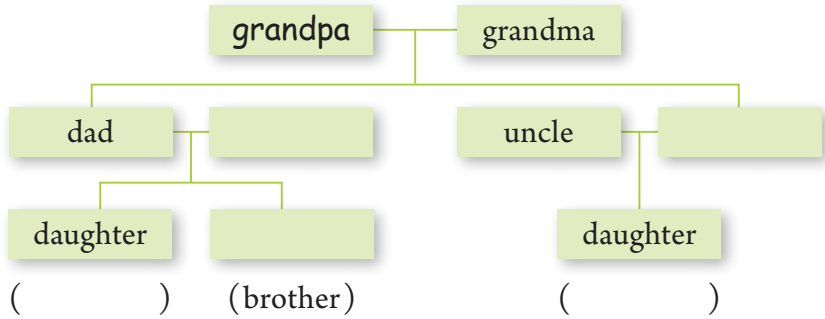 grandpa grandma
dad uncle
daughter daughter
( ) (brother) ( )